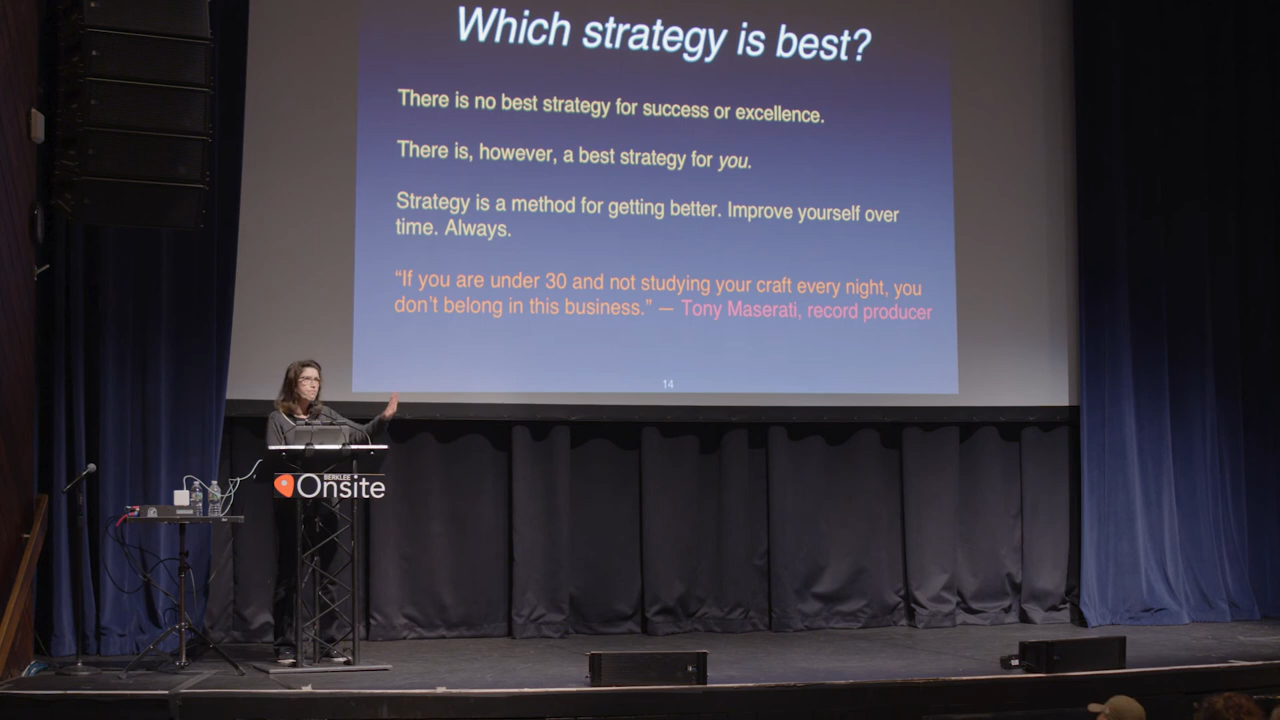 Which strategy is best?
There is no best strategy for success or excellence.
There is, however, a best strategy for you.
Strategy is a method for getting better. Improve yourself over
time. Always.
“If you are under 30 and not studying your craft every night, you
don’t belong in this business.” — Tony Maserati, record producer
14
BERKLEE
Onsite